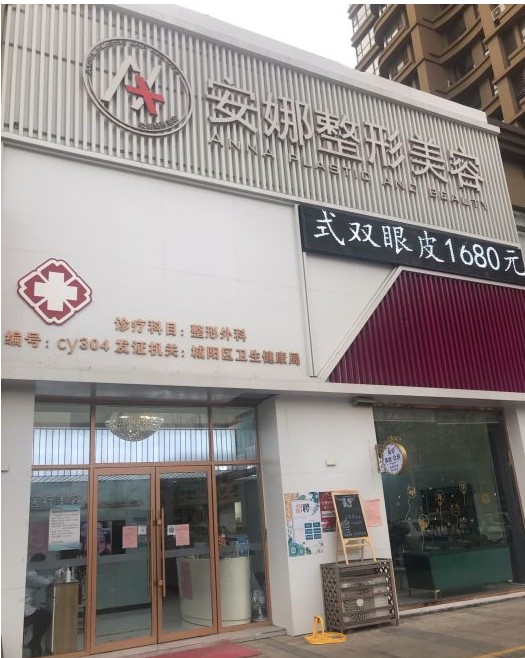 安娜整形美容
ANNA PLASTIC AND BEAUTY
式双眼皮1680元
诊疗科目：整形外科
编号：cy304 发证机关：城阳区卫生健康局
聘